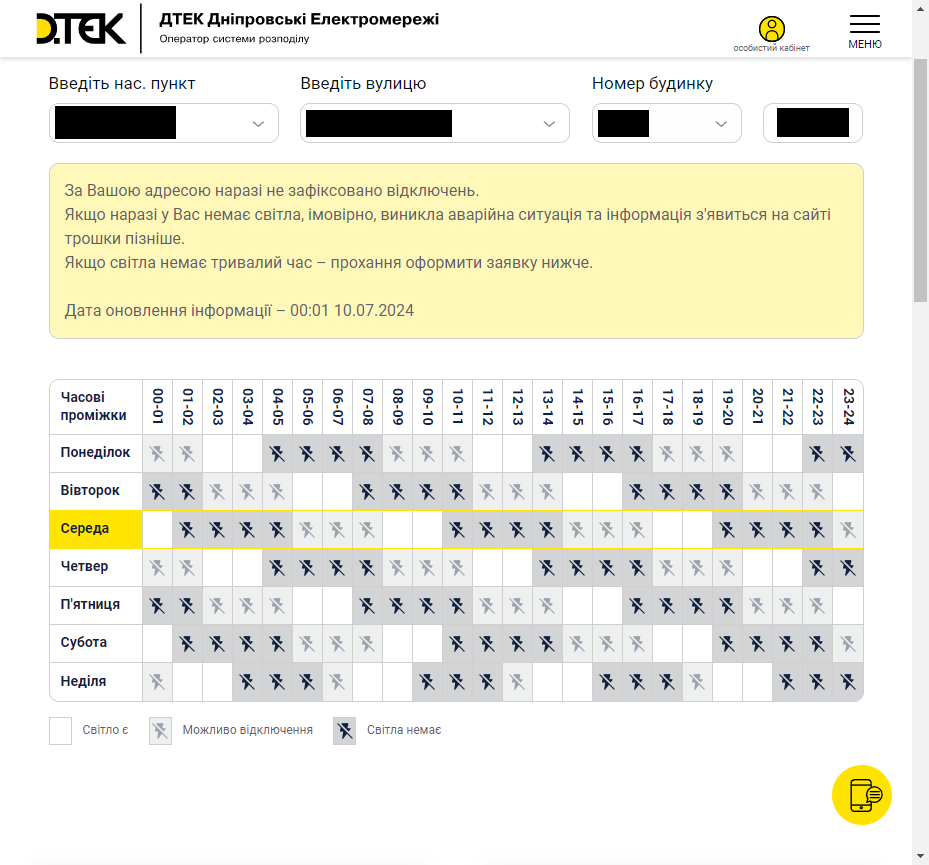 ДТЕК
ДТЕК Дніпровські Електромережі
Оператор системи розподілу
особистий кабінет
МЕНЮ
Введіть нас. пункт
Введіть вулицю
Номер будинку
За Вашою адресою наразі не зафіксовано відключень.
Якщо наразі у Вас немає світла, імовірно, виникла аварійна ситуація та інформація з'явиться на сайті
трошки пізніше.
Якщо світла немає тривалий час – прохання оформити заявку нижче.
Дата оновлення інформації – 00:01 10.07.2024
Часові
проміжки
00-01
01-02
02-03
03-04
04-05
05-06
06-07
07-08
08-09
09-10
10-11
11-12
12-13
13-14
14-15
15-16
16-17
17-18
18-19
19-20
20-21
21-22
22-23
23-24
Понеділок
Вівторок
Середа
Четвер
П'ятниця
Субота
Неділя
Світло є
Можливо відключення
Світла немає